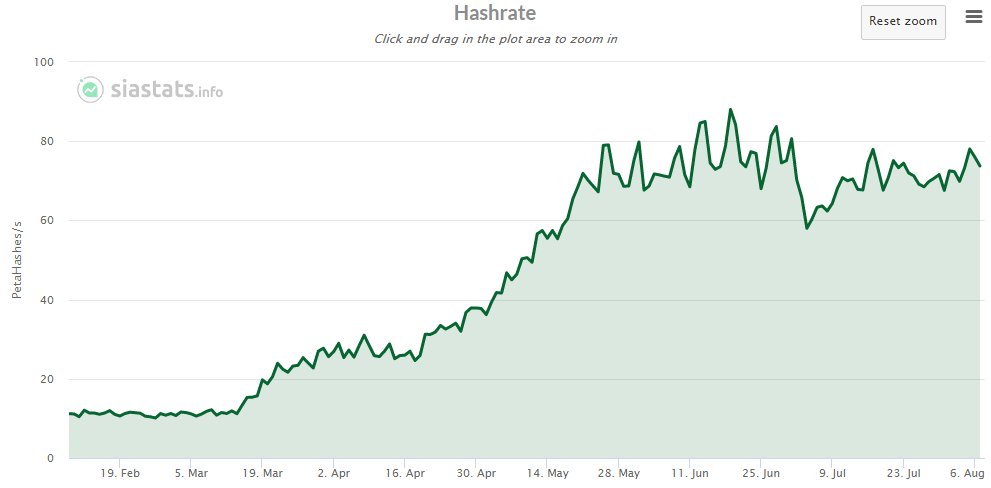 Hashrate
Reset zoom
Click and drag in the plot area to zoom in
100
siastats.info
80
60
PetaHashes/s
40
20
0
19. Feb 5. Mar 19. Mar 2. Apr 16. Apr 30. Apr 14. May 28. May 11. Jun 25. Jun 9. Jul 23. Jul 6. Aug